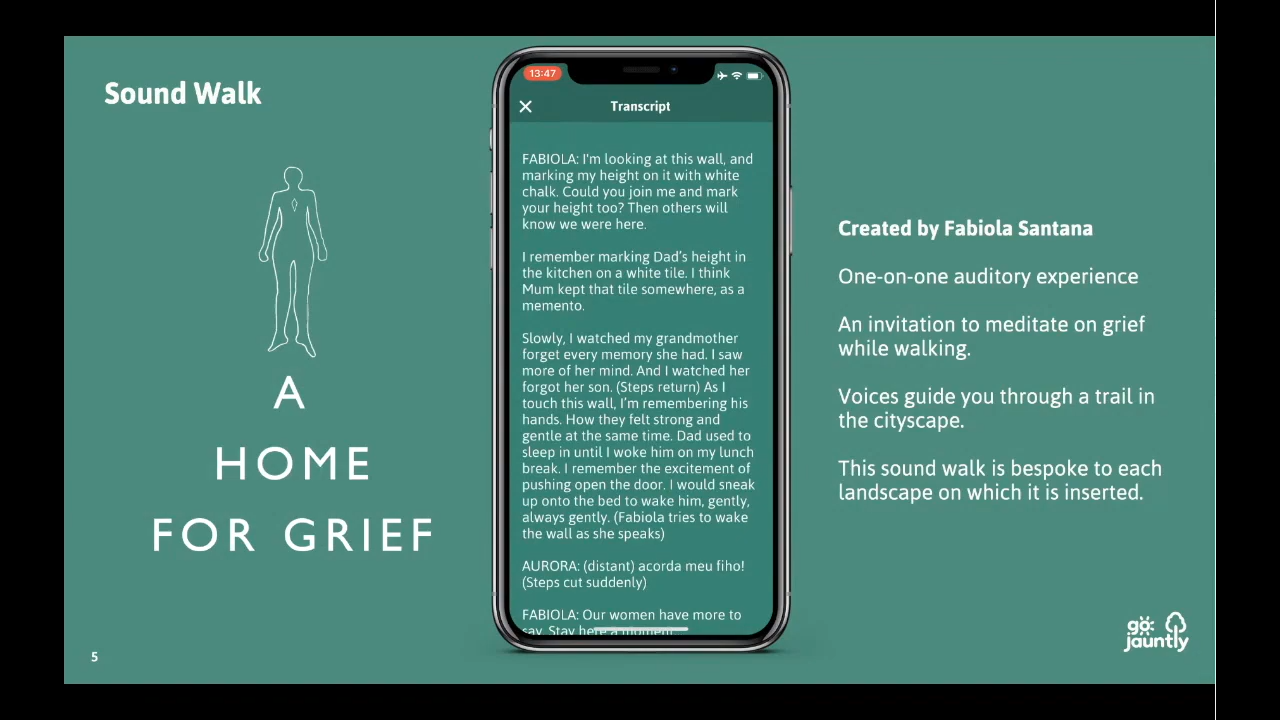 Sound Walk
A
HOME
FOR GRIEF
5
13:47
Transcript
FABIOLA: I'm looking at this wall, and
marking my height on it with white
chalk. Could you join me and mark
your height too? Then others will
know we were here.
I remember marking Dad's height in
the kitchen on a white tile. I think
Mum kept that tile somewhere, as a
memento.
Slowly, I watched my grandmother
forget every memory she had. I saw
more of her mind. And I watched her
forgot her son. (Steps return) As I
touch this wall, I'm remembering his
hands. How they felt strong and
gentle at the same time. Dad used to
sleep in until I woke him on my lunch
break. I remember the excitement of
pushing open the door. I would sneak
up onto the bed to wake him, gently,
always gently. (Fabiola tries to wake
the wall as she speaks)
AURORA: (distant) acorda meu fiho!
(Steps cut suddenly)
FABIOLA: Our women have more to
say. Stay here a moment
Created by Fabiola Santana
One-on-one auditory experience
An invitation to meditate on grief
while walking.
Voices guide you through a trail in
the cityscape.
This sound walk is bespoke to each
landscape on which it is inserted.
go
jauntly